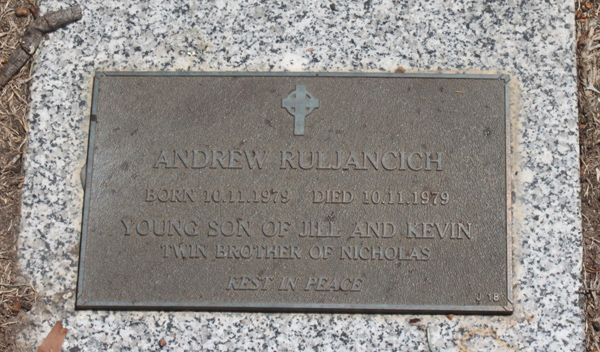 ANDREW RULJANCICH
BORN 10.11.1979 DIED 10.11.1979
YOUNG SON OF JILL AND KEVIN
TWIN BROTHER OF NICHOLAS
REST IN PEACE
J 18